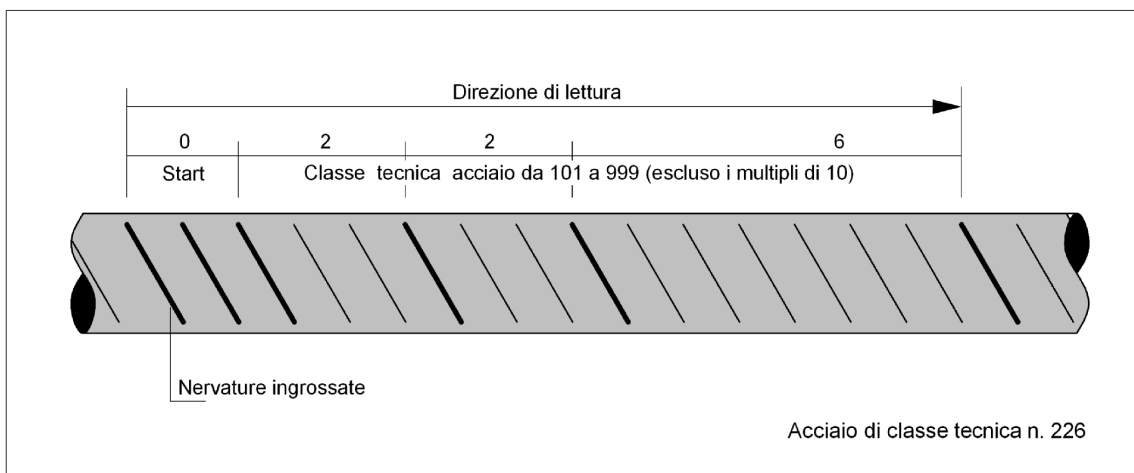 Direzione di lettura
0 2 2 6
Start Classe tecnica acciaio da 101 a 999 (escluso i multipli di 10)
Nervature ingrossate
Acciaio di classe tecnica n. 226